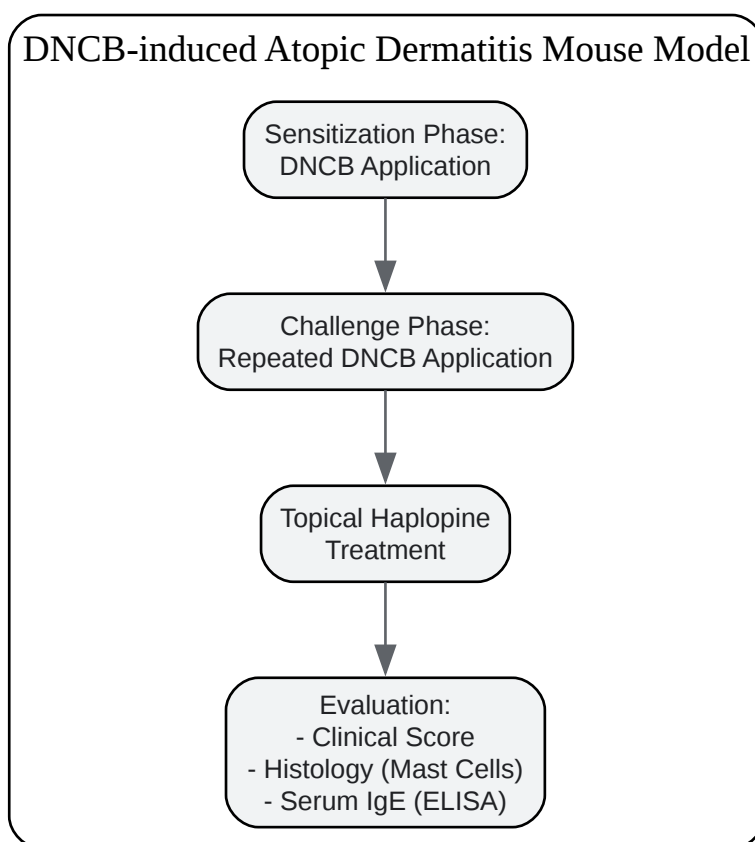 DNCB-induced Atopic Dermatitis Mouse Model
Sensitization Phase:
DNCB Application
Challenge Phase:
Repeated DNCB Application
Topical Haplopine
Treatment
Evaluation:
- Clinical Score
- Histology (Mast Cells)
- Serum IgE (ELISA)